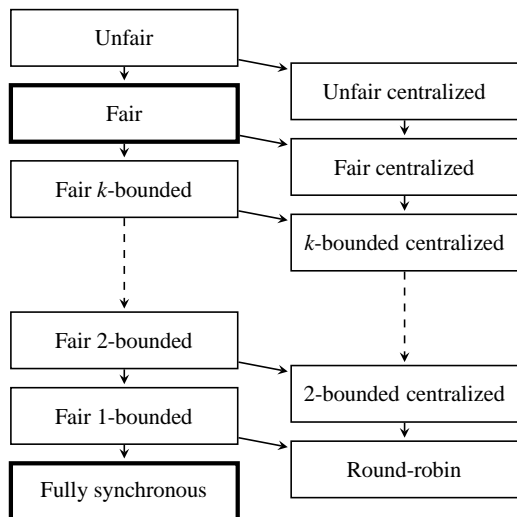 Unfair
Unfair centralized
Fair
Fair centralized
Fair k-bounded
k-bounded centralized
Fair 2-bounded
2-bounded centralized
Fair 1-bounded
Round-robin
Fully synchronous